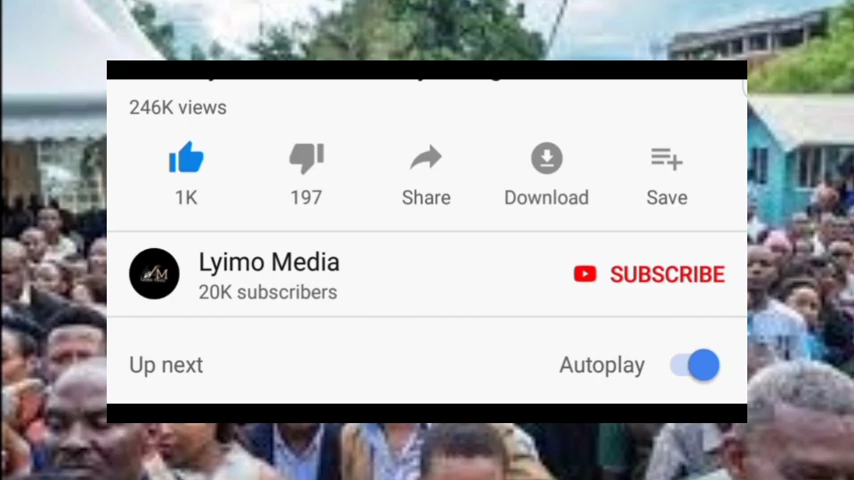 246K views
1K 197 Share Download Save
Lyimo Media
20K subscribers
SUBSCRIBE
Up next Autoplay